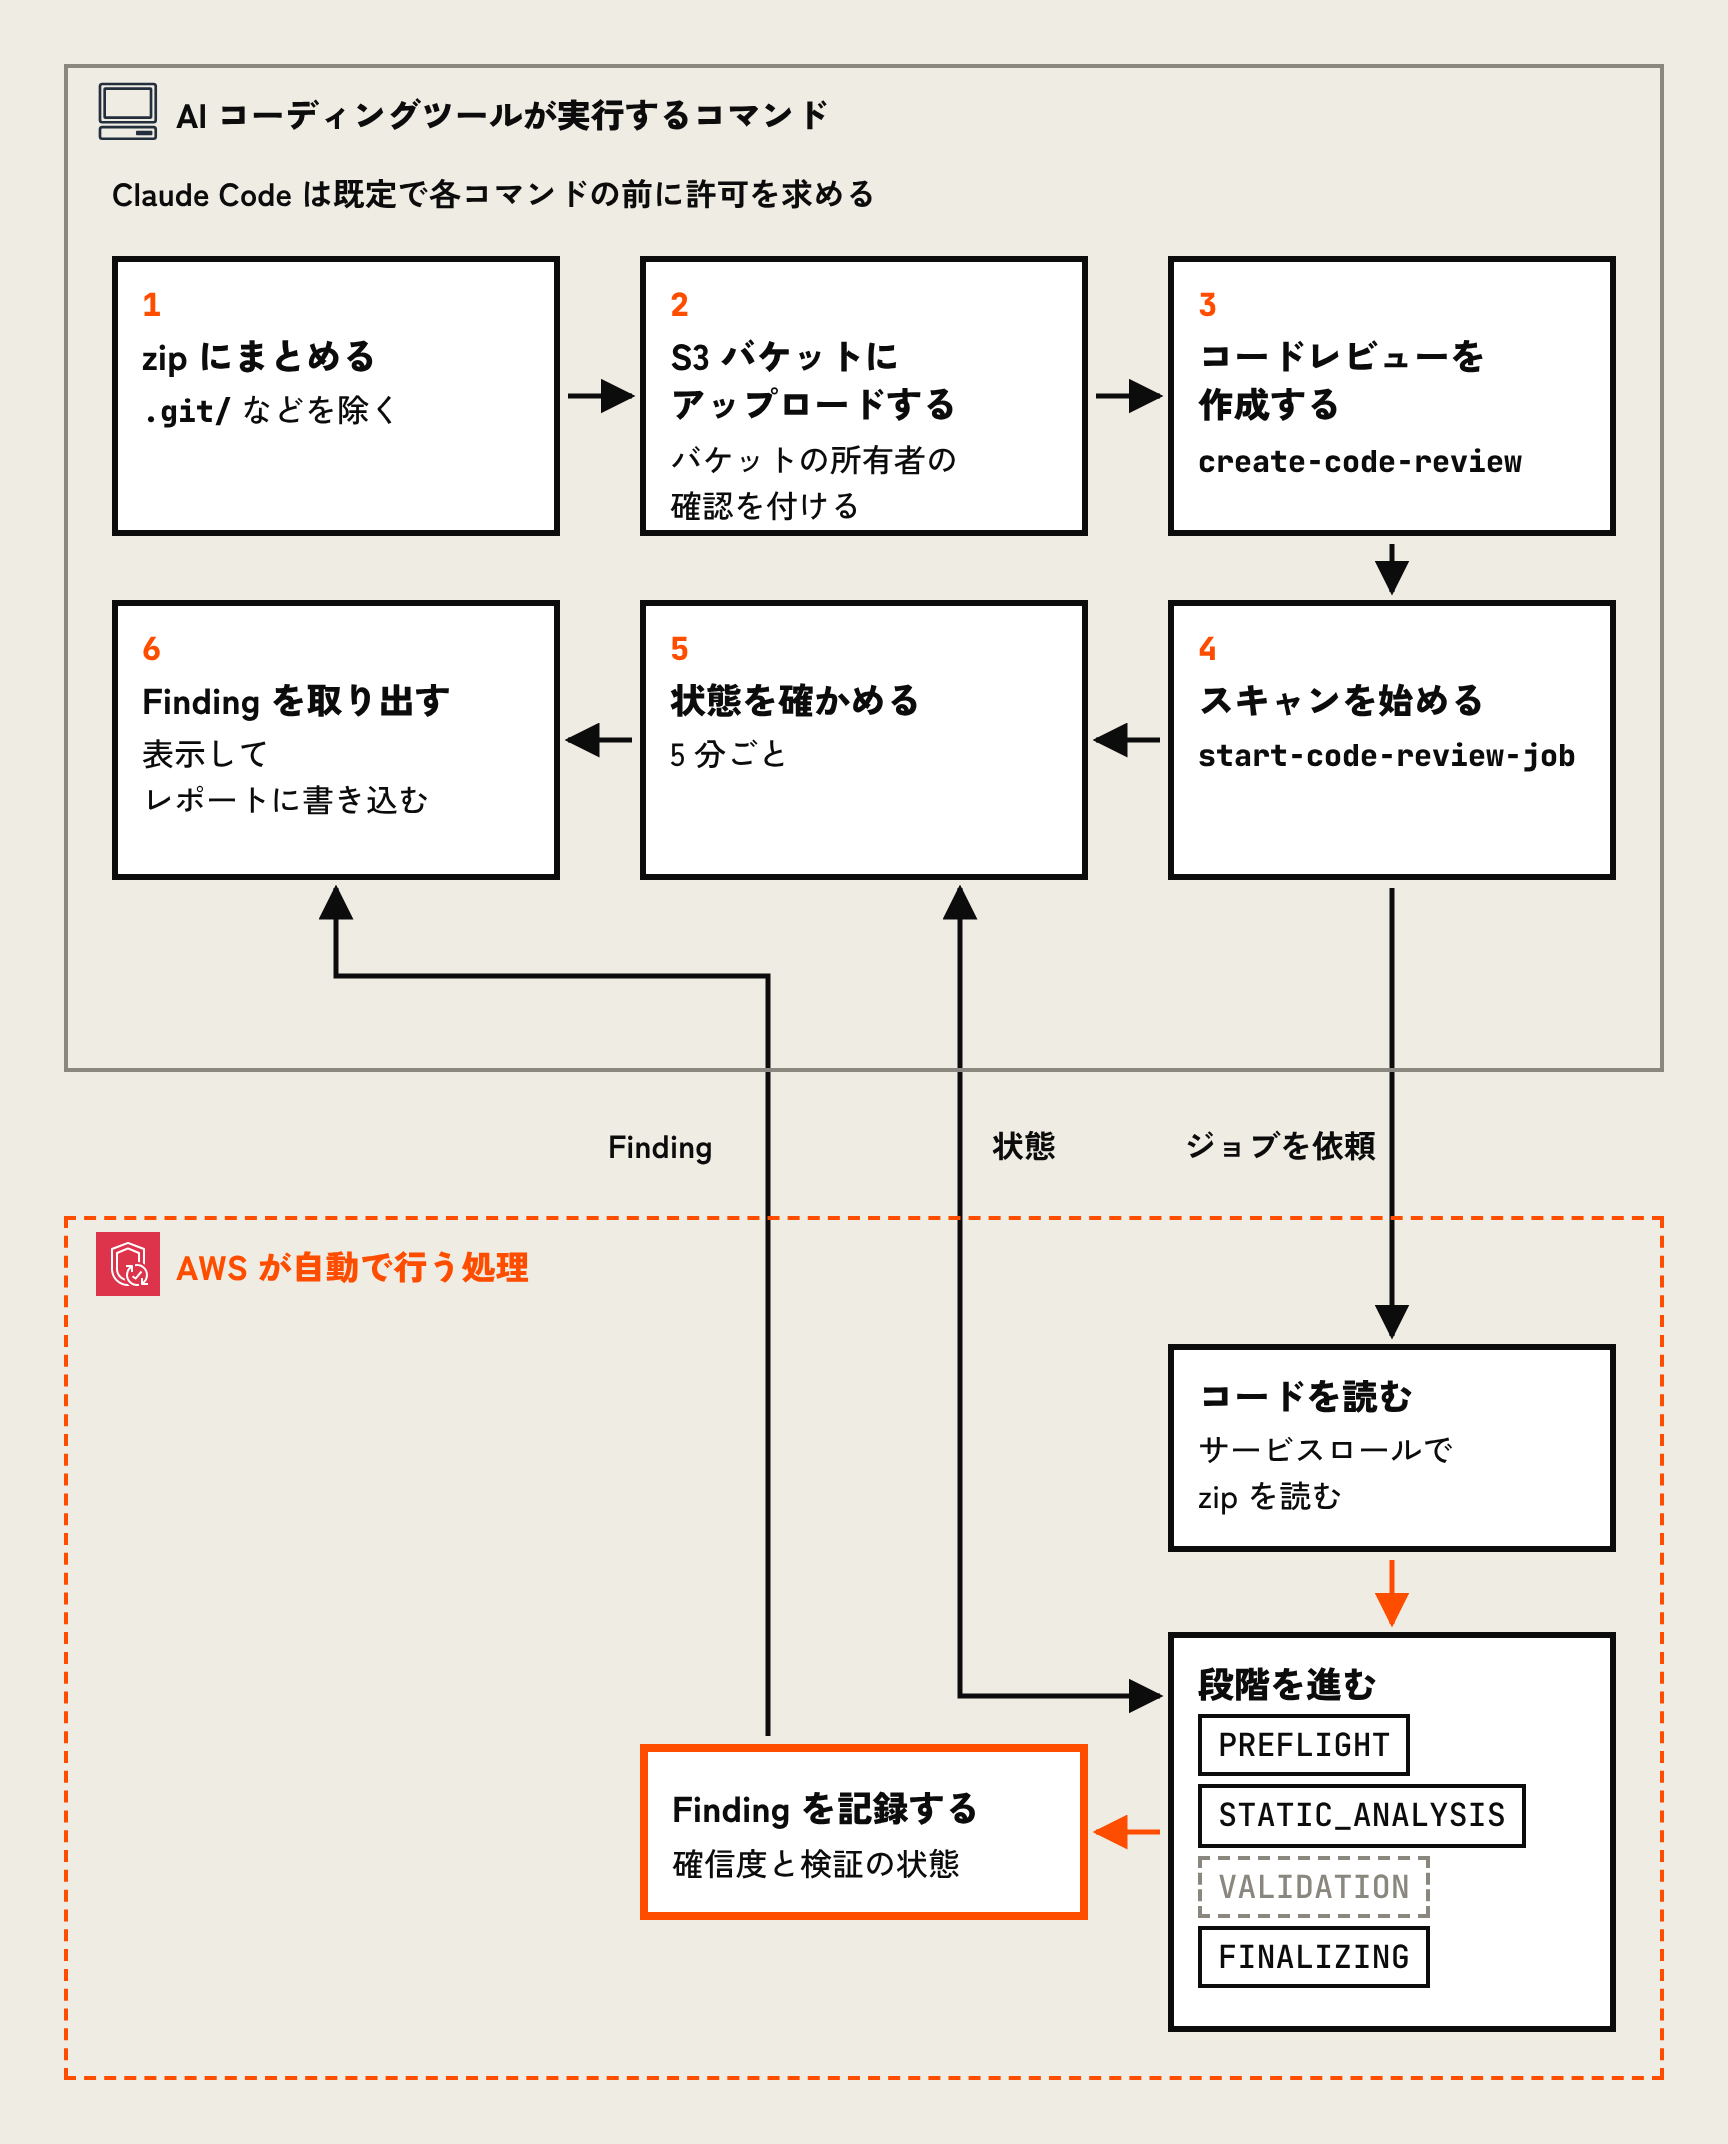 AI コーディングツールが実行するコマンド
Claude Code は既定で各コマンドの前に許可を求める
1
zip にまとめる
.git/ などを除く
2
S3 バケットに
アップロードする
バケットの所有者の
確認を付ける
3
コードレビューを
作成する
create-code-review
4
スキャンを始める
start-code-review-job
5
状態を確かめる
5 分ごと
6
Finding を取り出す
表示して
レポートに書き込む
Finding
状態
ジョブを依頼
AWS が自動で行う処理
コードを読む
サービスロールで
zip を読む
段階を進む
PREFLIGHT
STATIC_ANALYSIS
VALIDATION
FINALIZING
Finding を記録する
確信度と検証の状態